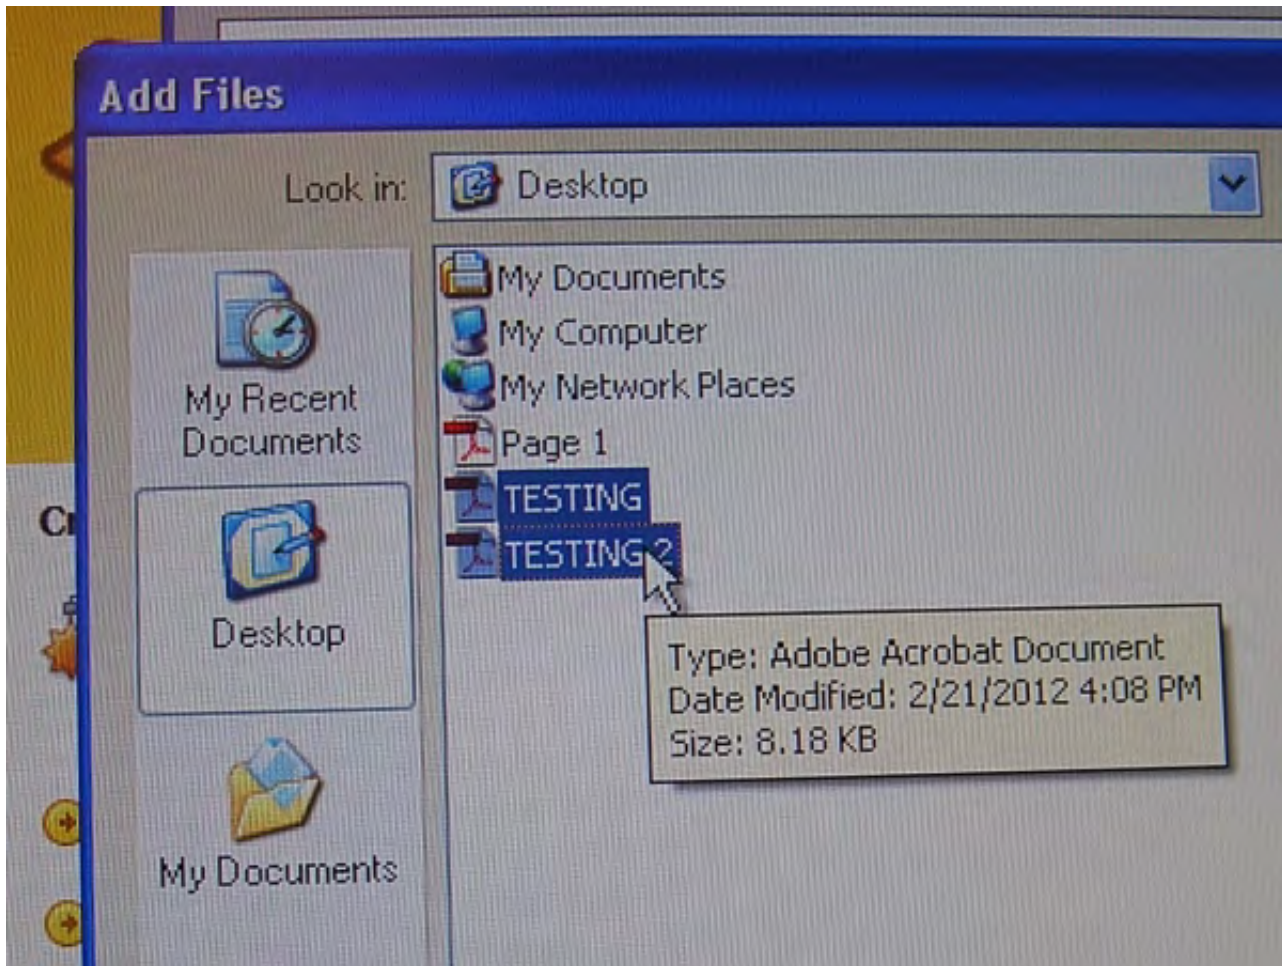 Add Files
Look in:
Desktop
My Recent
Documents
Desktop
My Documents
My Documents
My Computer
My Network Places
Page 1
TESTING
TESTING 2
Type: Adobe Acrobat Document
Date Modified: 2/21/2012 4:08 PM
Size: 8.18 KB